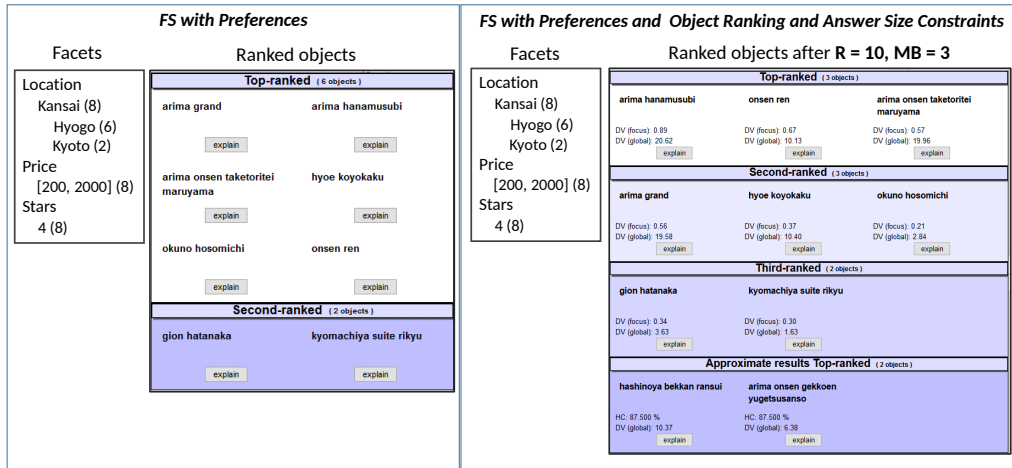 FS with Preferences
Facets
Ranked objects
Location
Kansai (8)
Hyogo (6)
Kyoto (2)
Price
[200, 2000] (8)
Stars
4 (8)
Top-ranked ( 6 objects )
arima grand
arima hanamusubi
explain
explain
arima onsen taketoritei
maruyama
hyoe koyokaku
explain
explain
okuno hosomichi
onsen ren
explain
explain
Second-ranked ( 2 objects )
gion hatanaka
kyomachiya suite rikyu
explain
explain
FS with Preferences and Object Ranking and Answer Size Constraints
Facets
Ranked objects after R = 10, MB = 3
Location
Kansai (8)
Hyogo (6)
Kyoto (2)
Price
[200, 2000] (8)
Stars
4 (8)
Top-ranked ( 3 objects )
arima hanamusubi
DV (focus): 0.89
DV (global): 20.62
explain
onsen ren
DV (focus): 0.67
DV (global): 10.13
explain
arima onsen taketoritei
maruyama
DV (focus): 0.57
DV (global): 19.96
explain
Second-ranked ( 3 objects )
arima grand
DV (focus): 0.56
DV (global): 19.58
explain
hyoe koyokaku
DV (focus): 0.37
DV (global): 10.40
explain
okuno hosomichi
DV (focus): 0.21
DV (global): 2.84
explain
Third-ranked ( 2 objects )
gion hatanaka
DV (focus): 0.34
DV (global): 3.63
explain
kyomachiya suite rikyu
DV (focus): 0.30
DV (global): 1.63
explain
Approximate results Top-ranked ( 2 objects )
hashinoya bekkan ransui
HC: 87.500 %
DV (global): 10.37
explain
arima onsen gekkoen
yugetsusanso
HC: 87.500 %
DV (global): 6.38
explain